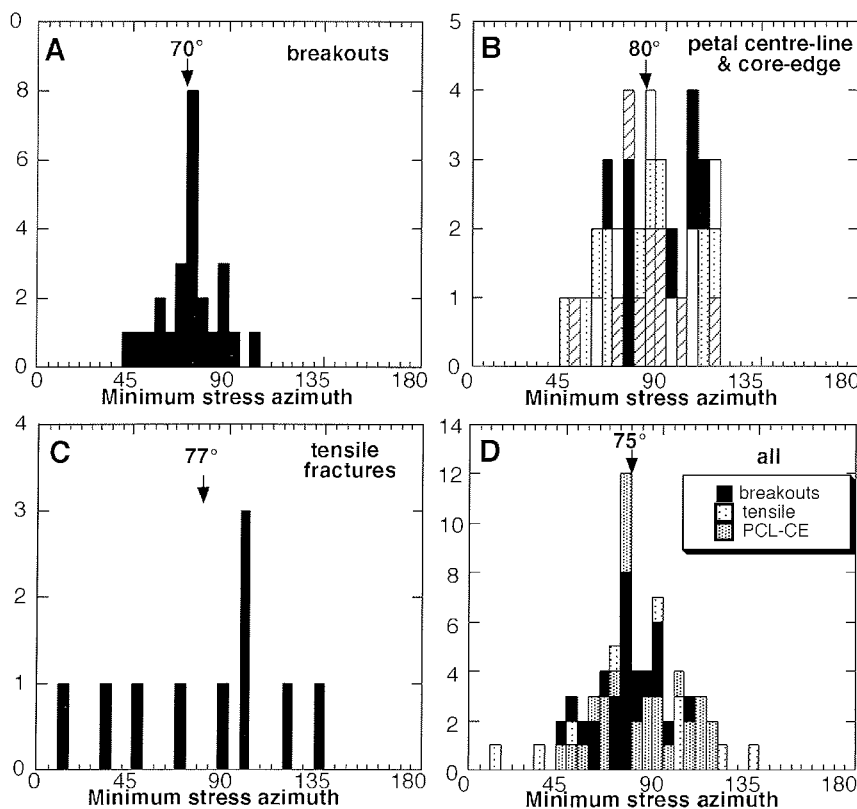 0
8
6
4
2
0
A
70°
breakouts
0
45
90
135
180
Minimum stress azimuth
5
4
3
2
1
0
B
80°
petal centre-line
& core-edge
0
45
90
135
180
Minimum stress azimuth
4
3
2
1
0
C
77°
tensile
fractures
0
45
90
135
180
Minimum stress azimuth
14
12
10
8
6
4
2
0
D
75°
all
breakouts
tensile
PCL-CE
0
45
90
135
180
Minimum stress azimuth